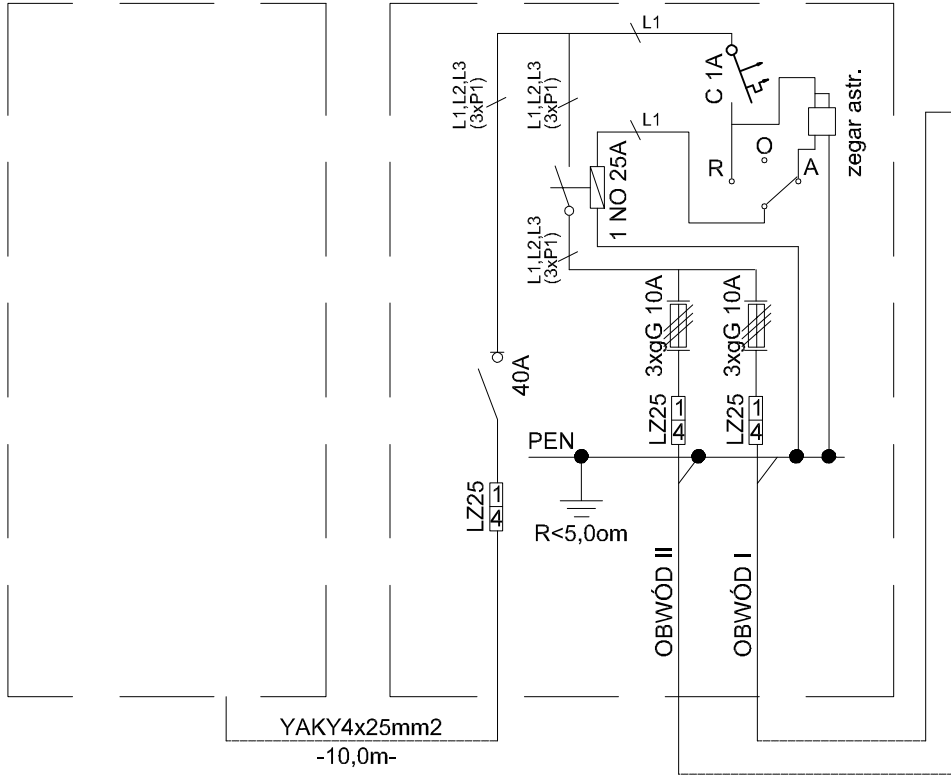 L1
L1,L2,L3
(3xP1)
L1,L2,L3
(3xP1)
C 1A
zegar astr.
L1
O
R
A
1 NO 25A
L1,L2,L3
(3xP1)
3xgG 10A
3xgG 10A
40A
LZ25
1
4
LZ25
1
4
PEN
LZ25
1
4
R<5,0om
OBWÓD II
OBWÓD I
YAKY4x25mm2
-10,0m-